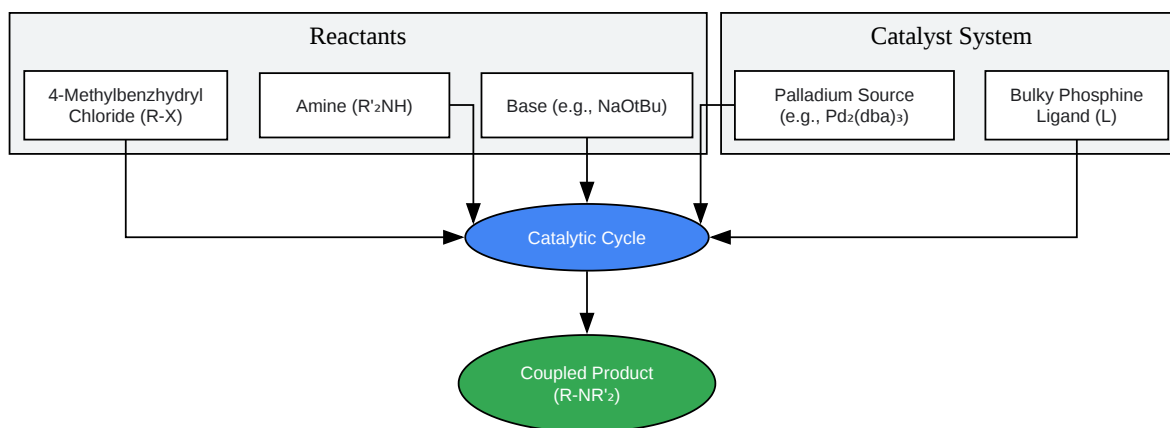 Reactants
Catalyst System
4-Methylbenzhydryl
Chloride (R-X)
Amine (R'₂NH)
Base (e.g., NaOtBu)
Palladium Source
(e.g., Pd₂(dba)₃)
Bulky Phosphine
Ligand (L)
Catalytic Cycle
Coupled Product
(R-NR'₂)